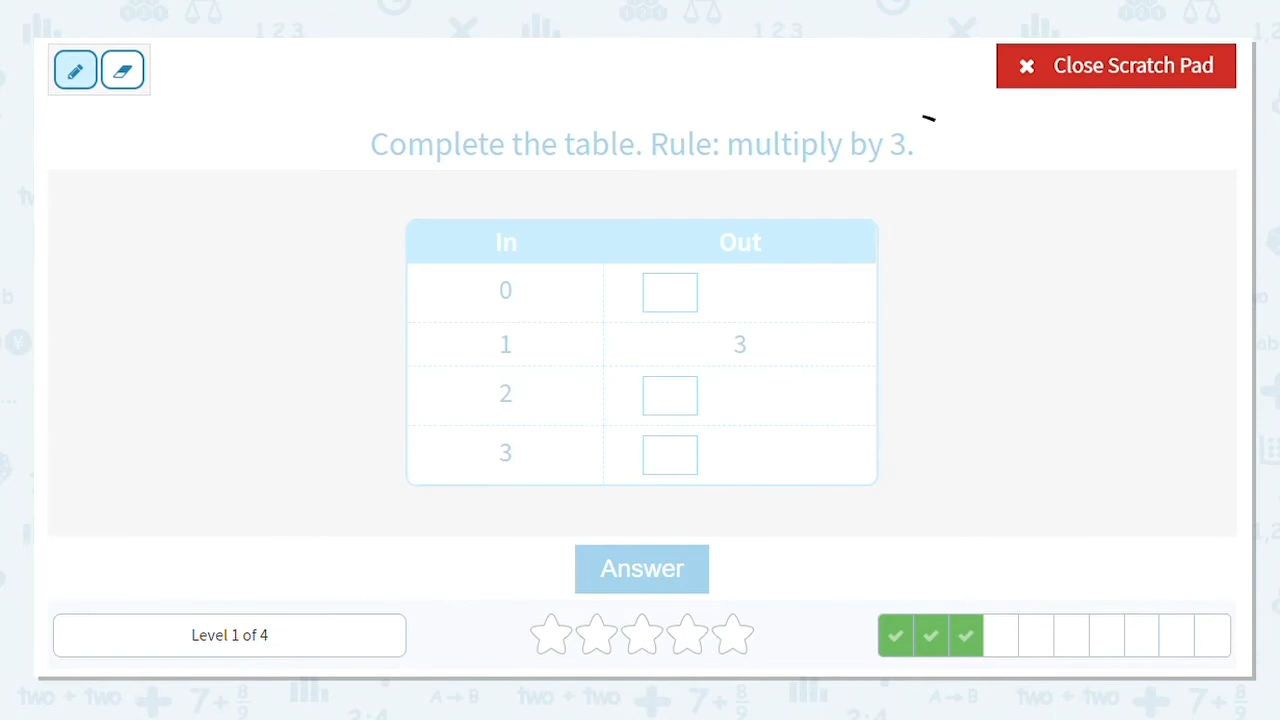 Close Scratch Pad
Complete the table. Rule: multiply by 3.
In Out
0
1 3
2
3
Answer
Level 1 of 4